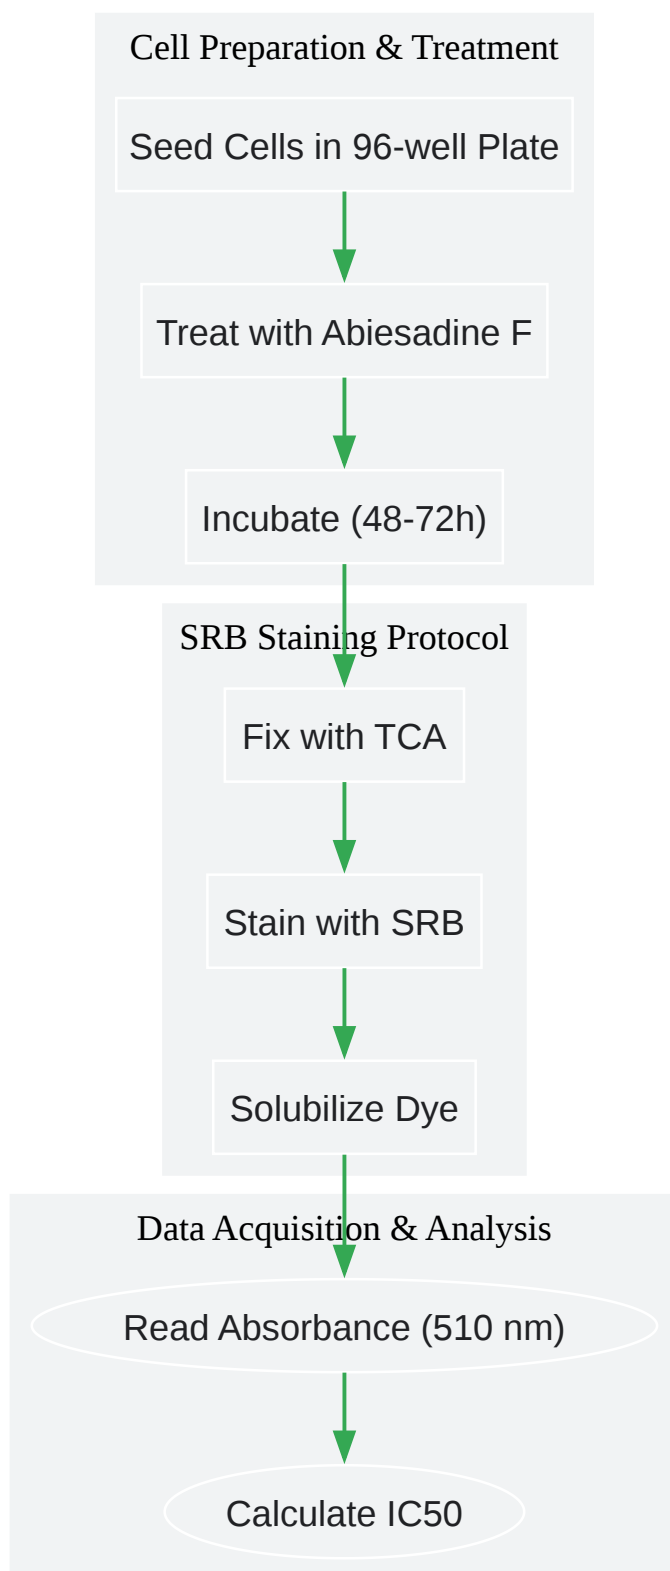 Cell Preparation & Treatment
Seed Cells in 96-well Plate
Treat with Abiesadine F
Incubate (48-72h)
SRB Staining Protocol
Fix with TCA
Stain with SRB
Solubilize Dye
Data Acquisition & Analysis
Read Absorbance (510 nm)
Calculate IC50